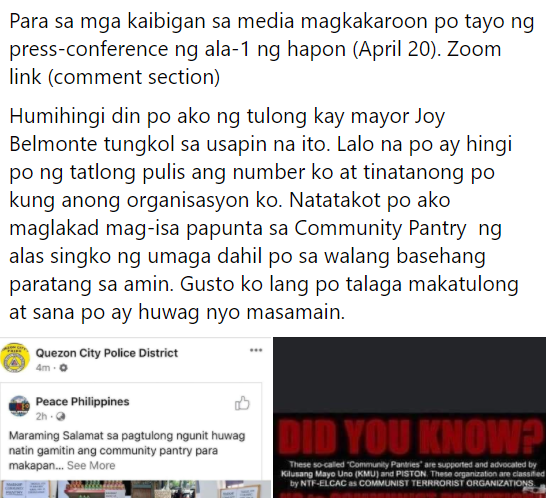 Para sa mga kaibigan sa media magkakaroon po tayo ng
press-conference ng ala-1 ng hapon (April 20). Zoom
link (comment section)
Humihingi din po ako ng tulong kay mayor Joy
Belmonte tungkol sa usapin na ito. Lalo na po ay hingi
po ng tatlong pulis ang number ko at tinatanong po
kung anong organisasyon ko. Natatakot po ako
maglakad mag-isa papunta sa Community Pantry ng
alas singko ng umaga dahil po sa walang basehang
paratang sa amin. Gusto ko lang po talaga makatulong
at sana po ay huwag nyo masamain.
Quezon City Police District
4m
Peace Philippines
2h
Maraming Salamat sa pagtulong ngunit huwag
natin gamitin ang community pantry para
makapan... See More
DID YOU KNOW?
These so-called "Community Pantries" are supported and advocated by
Kilusang Mayo Uno (KMU) and PISTON. These organization are classified
by NTF-ELCAC as COMMUNIST TERRRORIST ORGANIZATIONS